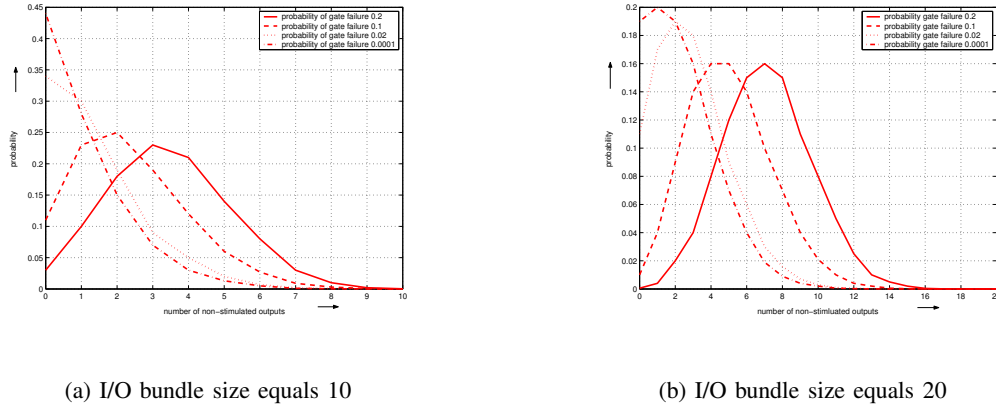 0.45
0.4
0.35
0.3
0.25
0.2
0.15
0.1
0.05
0
probability
0 1 2 3 4 5 6 7 8 9 10
number of non−stimulated outputs
probability of gate failure 0.2
probability of gate failure 0.1
probability of gate failure 0.02
probability gate failure 0.0001
(a) I/O bundle size equals 10
0.2
0.18
0.16
0.14
0.12
0.1
0.08
0.06
0.04
0.02
0
probability
0 2 4 6 8 10 12 14 16 18 20
number of non−stimluated outputs
probability of gate failure 0.2
probability of gate failure 0.1
probability of gate failure 0.02
probability gate failure 0.0001
(b) I/O bundle size equals 20